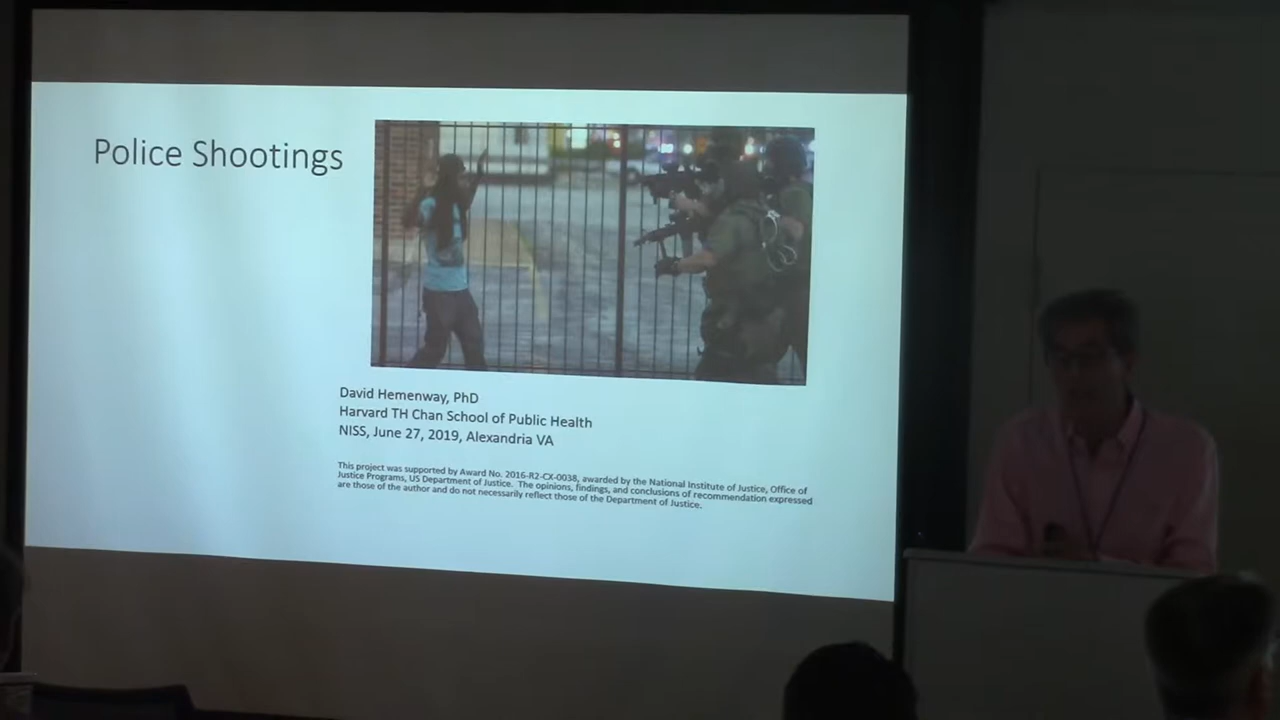 Police Shootings
David Hemenway, PhD
Harvard TH Chan School of Public Health
NISS, June 27, 2019, Alexandria VA
This project was supported by Award No. 2016-R2-CX-0038, awarded by the National Institute of Justice, Office of
Justice Programs, US Department of Justice. The opinions, findings, and conclusions of recommendation expressed
are those of the author and do not necessarily reflect those of the Department of Justice.